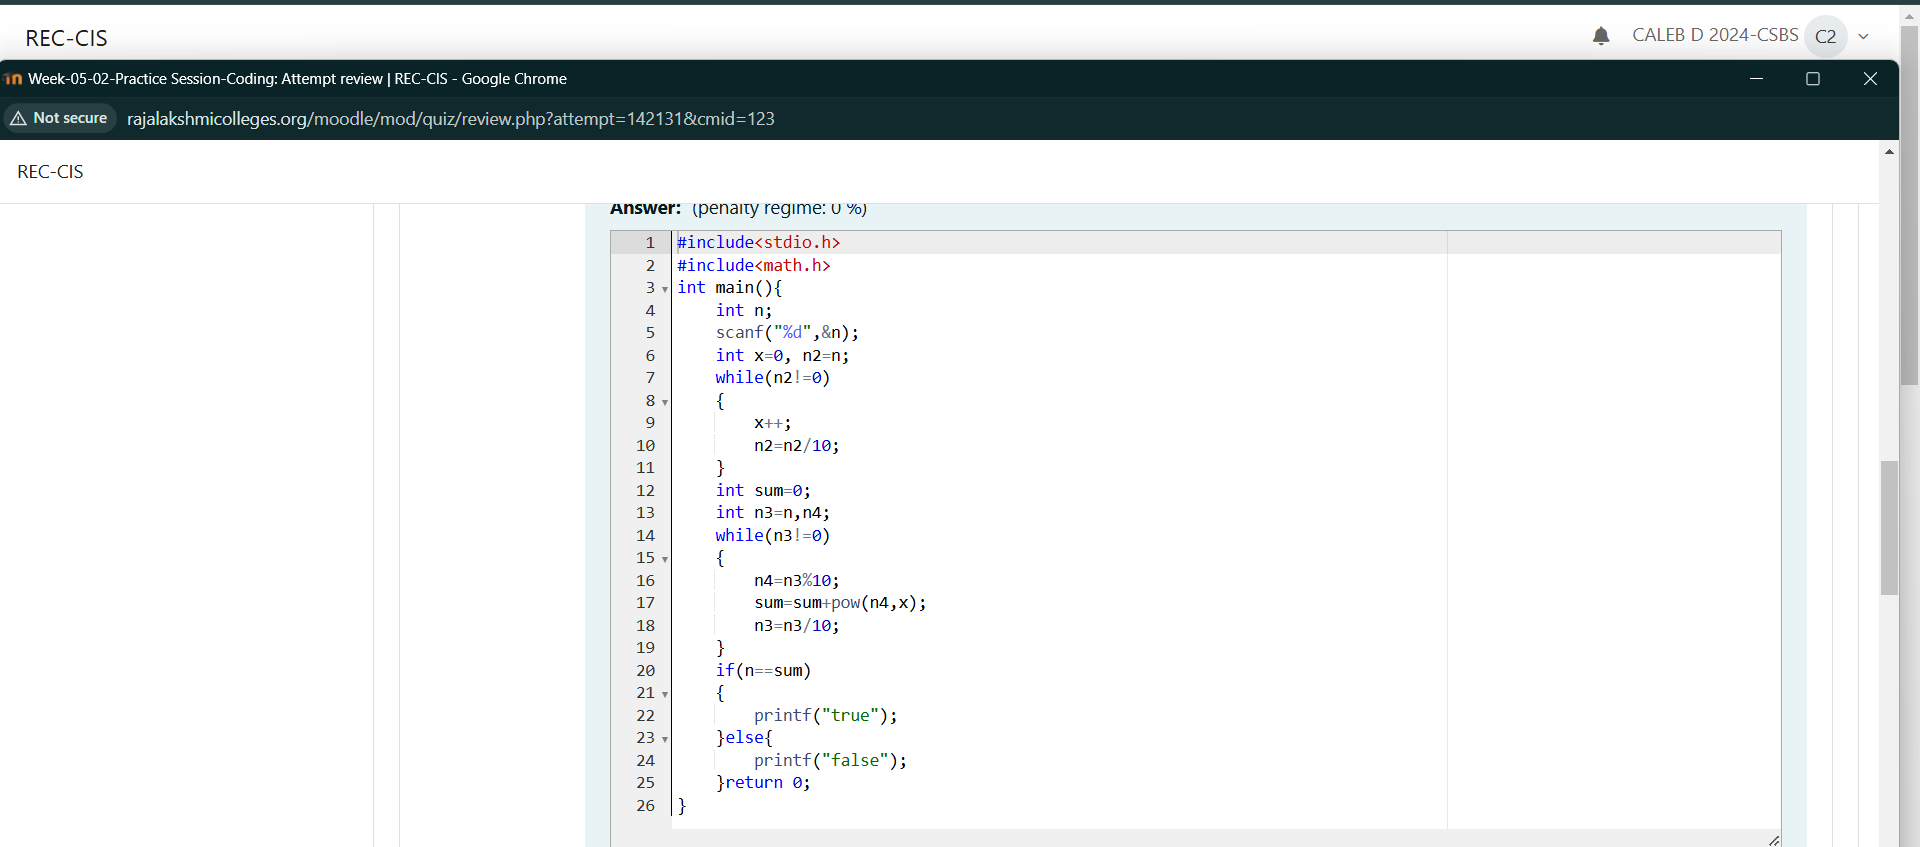 REC-CIS
CALEB D 2024-CSBS C2
Week-05-02-Practice Session-Coding: Attempt review | REC-CIS - Google Chrome
Not secure rajalakshmicolleges.org/moodle/mod/quiz/review.php?attempt=142131&cmid=123
REC-CIS
Answer: (penalty regime: 0 %)
1 #include<stdio.h>
2 #include<math.h>
3 int main(){
4     int n;
5     scanf("%d",&n);
6     int x=0, n2=n;
7     while(n2!=0)
8     {
9         x++;
10         n2=n2/10;
11     }
12     int sum=0;
13     int n3=n,n4;
14     while(n3!=0)
15     {
16         n4=n3%10;
17         sum=sum+pow(n4,x);
18         n3=n3/10;
19     }
20     if(n==sum)
21     {
22         printf("true");
23     }else{
24         printf("false");
25     }return 0;
26 }